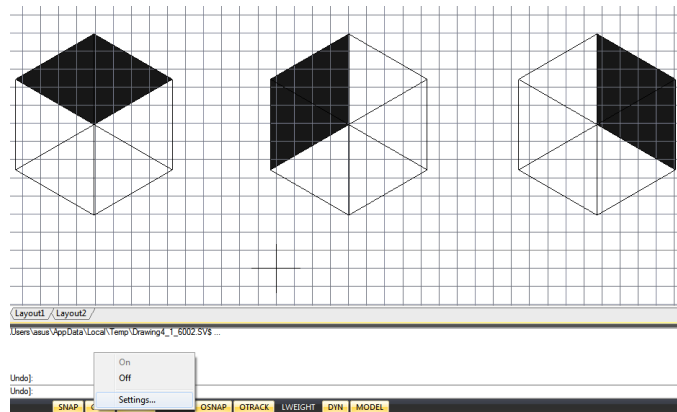 Layout1 Layout2
.Users\asus\AppData\Local\Temp\Drawing4_1_6002.SV$ ...
On
Undo]: Off
Undo]: Settings...
SNAP OSNAP OTRACK LWEIGHT DYN MODEL